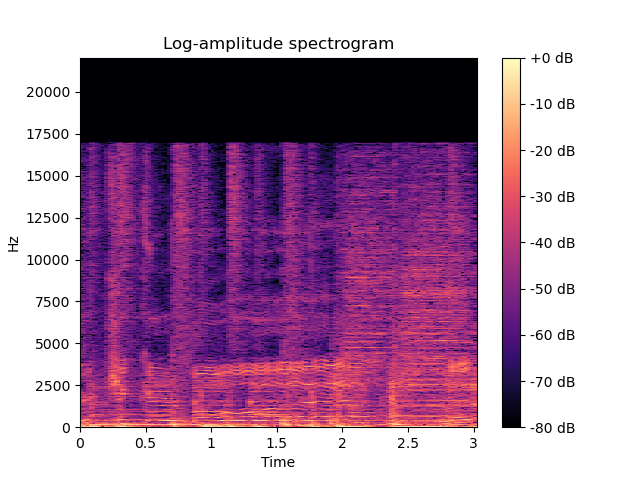 Log-amplitude spectrogram
Hz
20000
17500
15000
12500
10000
7500
5000
2500
0
0 0.5 1 1.5 2 2.5 3
Time
+0 dB
-10 dB
-20 dB
-30 dB
-40 dB
-50 dB
-60 dB
-70 dB
-80 dB